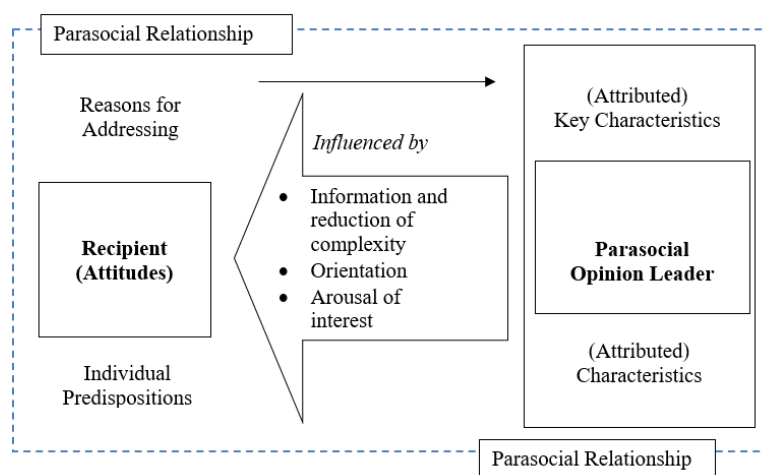 Parasocial Relationship
Reasons for
Addressing
Recipient
(Attitudes)
Individual
Predispositions
Influenced by
● Information and
reduction of
complexity
● Orientation
● Arousal of
interest
(Attributed)
Key Characteristics
Parasocial
Opinion Leader
(Attributed)
Characteristics
Parasocial Relationship